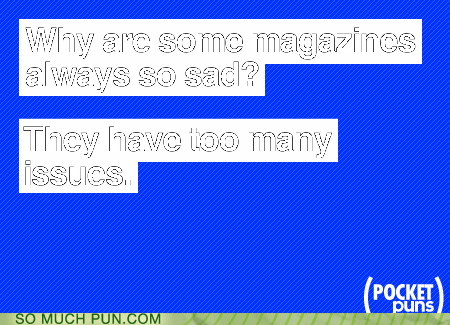 Why are some magazines
always so sad?
They have too many
issues.
(POCKET
puns)
SO MUCH PUN.COM